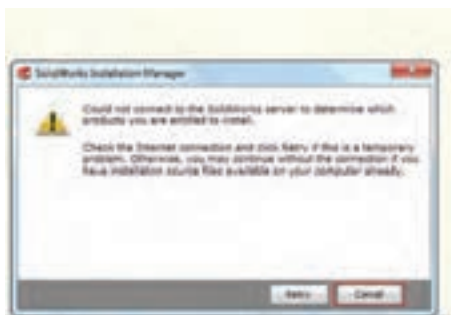 SolidWorks Installation Manager
Could not connect to the SolidWorks server to determine which
products you are entitled to install.
Check the Internet connection and click Retry if this is a temporary
problem. Otherwise, you may continue without the connection if you
have installation source files available on your computer already.
Retry
Cancel